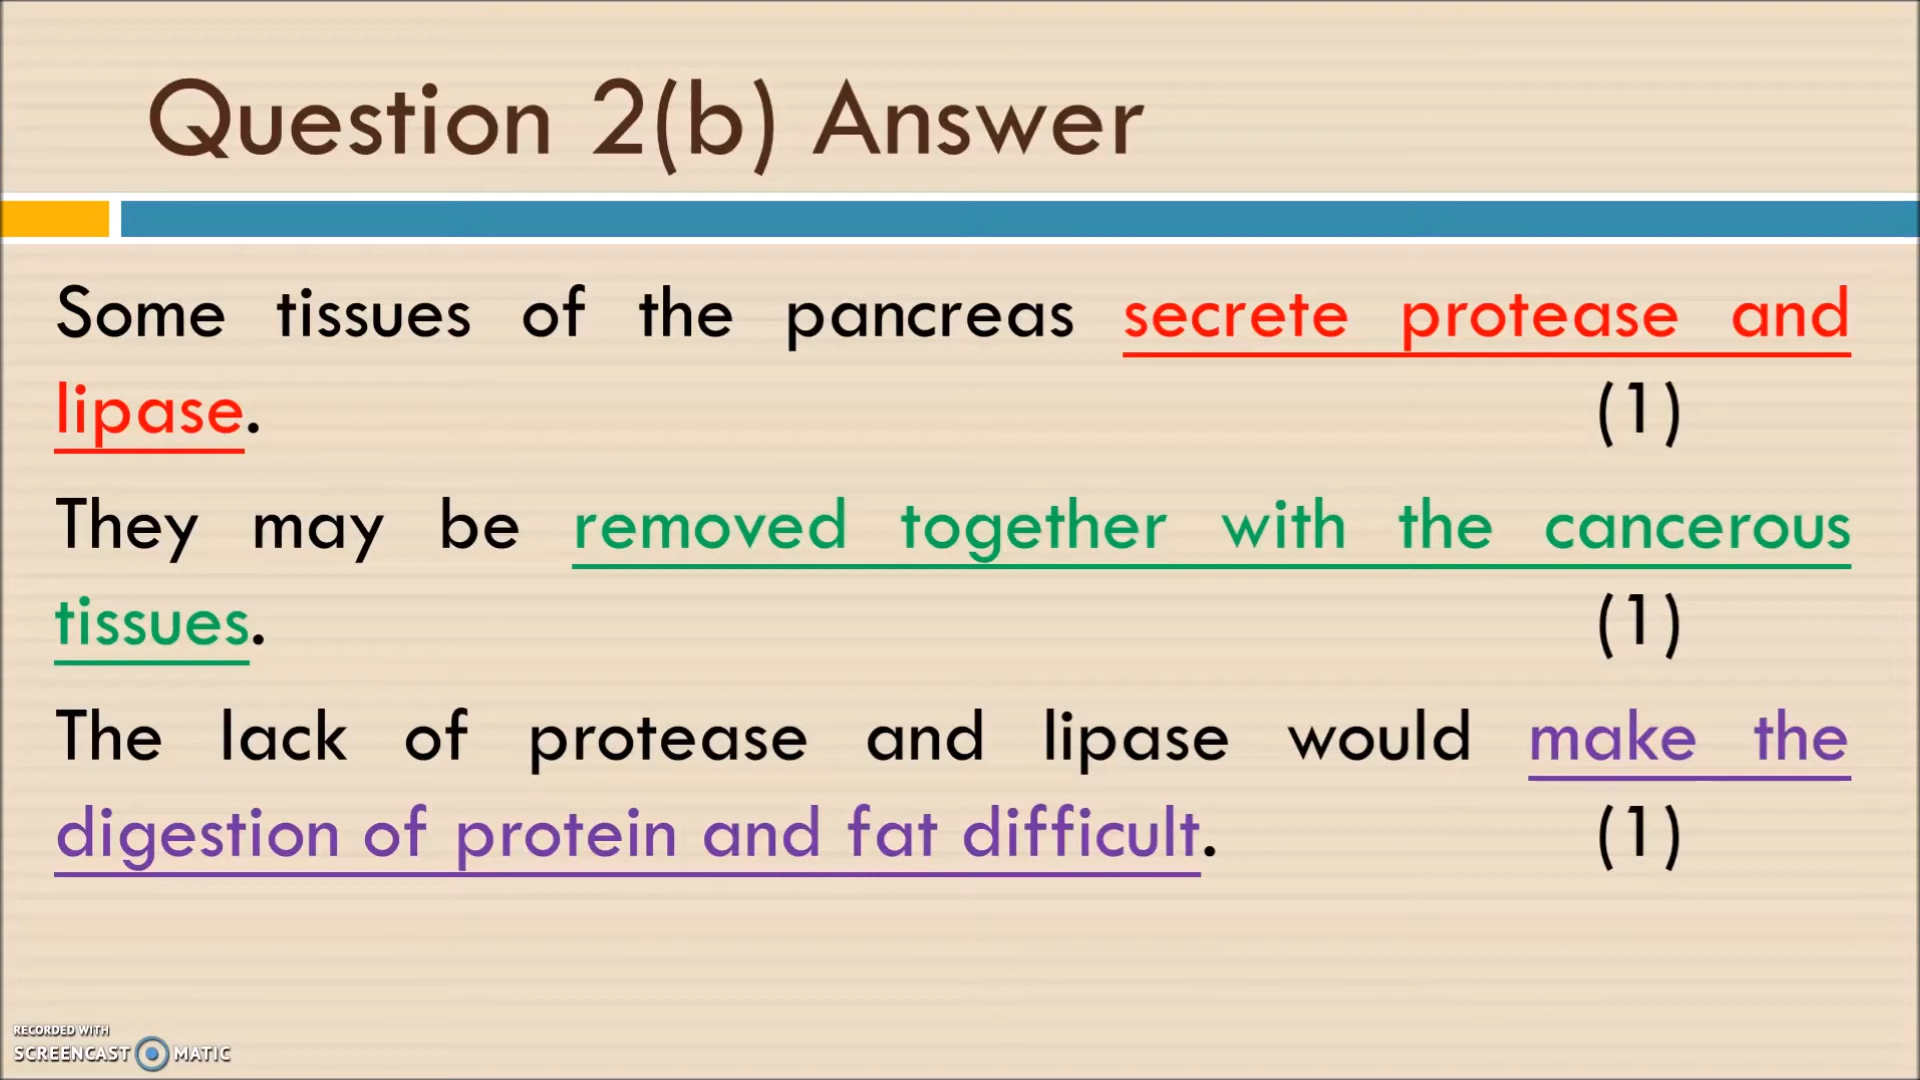 Question 2(b) Answer
Some tissues of the pancreas secrete protease and
lipase. (1)
They may be removed together with the cancerous
tissues. (1)
The lack of protease and lipase would make the
digestion of protein and fat difficult. (1)
RECORDED WITH
SCREENCAST MATIC